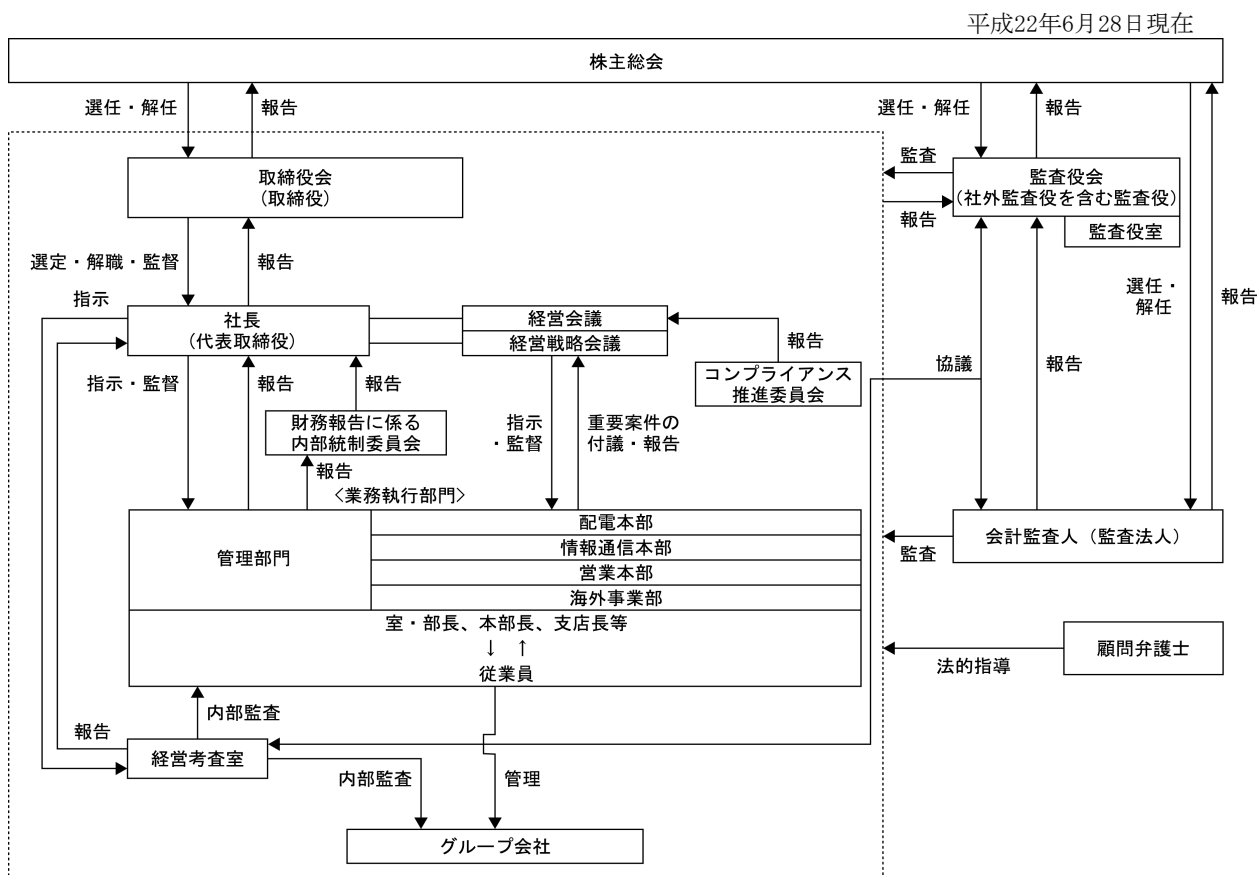 平成22年6月28日現在
株主総会
選任・解任
報告
選任・解任
報告
取締役会
(取締役)
監査
報告
監査役会
(社外監査役を含む監査役)
監査役室
選定・解職・監督
報告
選任・
解任
報告
指示
社長
(代表取締役)
経営会議
経営戦略会議
報告
コンプライアンス
推進委員会
協議
報告
指示・監督
報告
報告
財務報告に係る
内部統制委員会
指示
・監督
重要案件の
付議・報告
報告
〈業務執行部門〉
管理部門
配電本部
情報通信本部
営業本部
海外事業部
会計監査人（監査法人）
監査
室・部長、本部長、支店長等
↓ ↑
従業員
顧問弁護士
法的指導
内部監査
報告
経営考査室
内部監査
管理
グループ会社